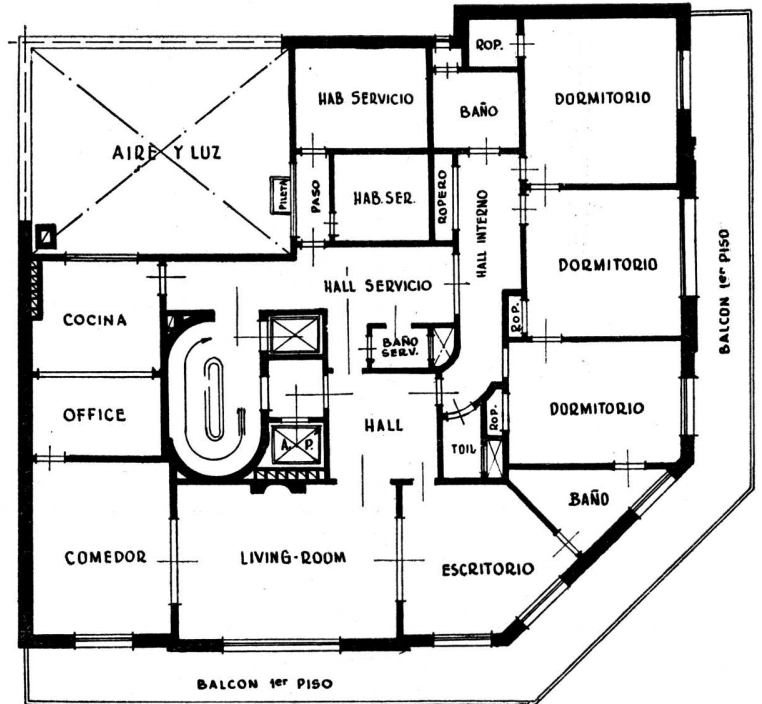 ROP.
DORMITORIO
HAB SERVICIO
BAÑO
AIRE Y LUZ
PILETA
PASO
HAB. SER.
ROPERO
HALL INTERNO
DORMITORIO
BALCON 1er PISO
HALL SERVICIO
COCINA
ROP.
BAÑO
SERV.
OFFICE
HALL
DORMITORIO
ROP.
A. P.
TOIL
BAÑO
COMEDOR
LIVING-ROOM
ESCRITORIO
BALCON 1er PISO